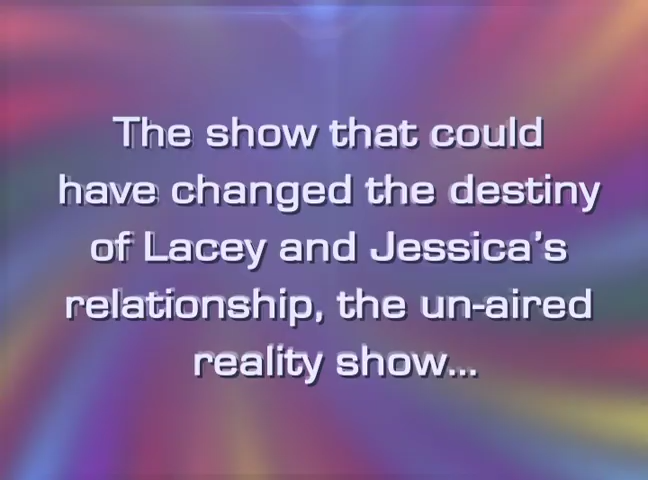 The show that could
have changed the destiny
of Lacey and Jessica's
relationship, the un-aired
reality show...